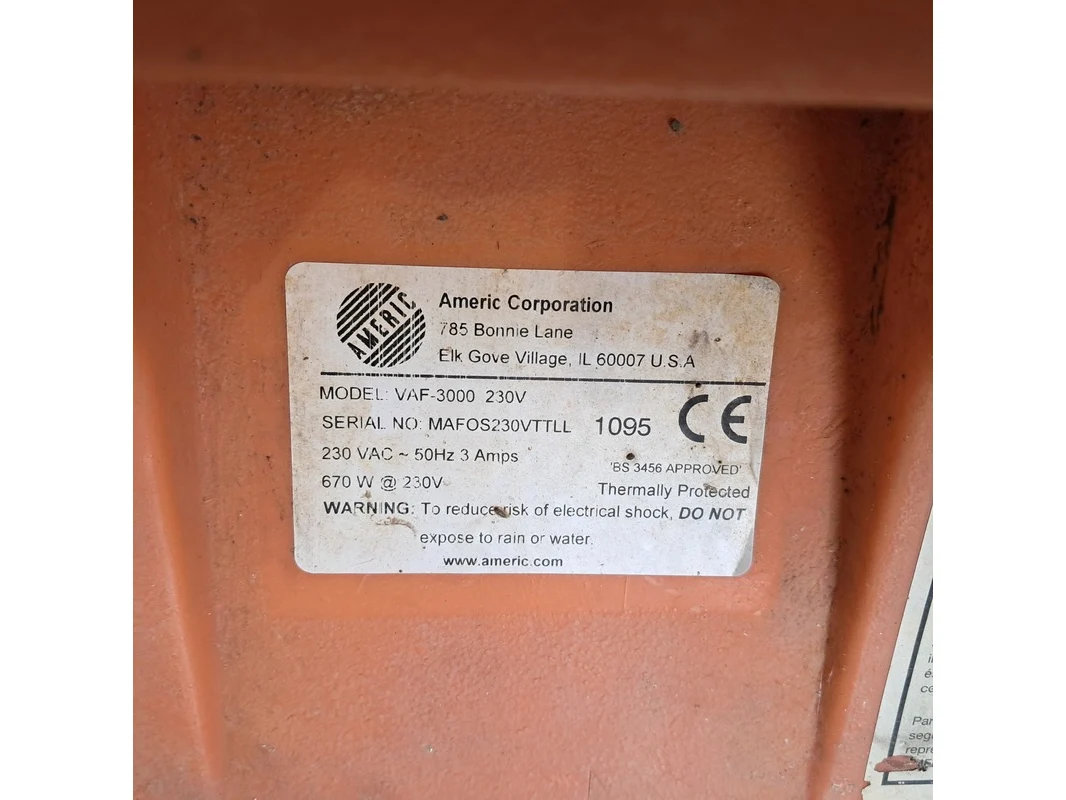 AMERIC
Americ Corporation
785 Bonnie Lane
Elk Gove Village, IL 60007 U.S.A
MODEL: VAF-3000 230V
SERIAL NO: MAFOS230VTTLL 1095 CE
230 VAC ~ 50Hz 3 Amps
'BS 3456 APPROVED'
670 W @ 230V
Thermally Protected
WARNING: To reduce risk of electrical shock, DO NOT
expose to rain or water.
www.americ.com
Par